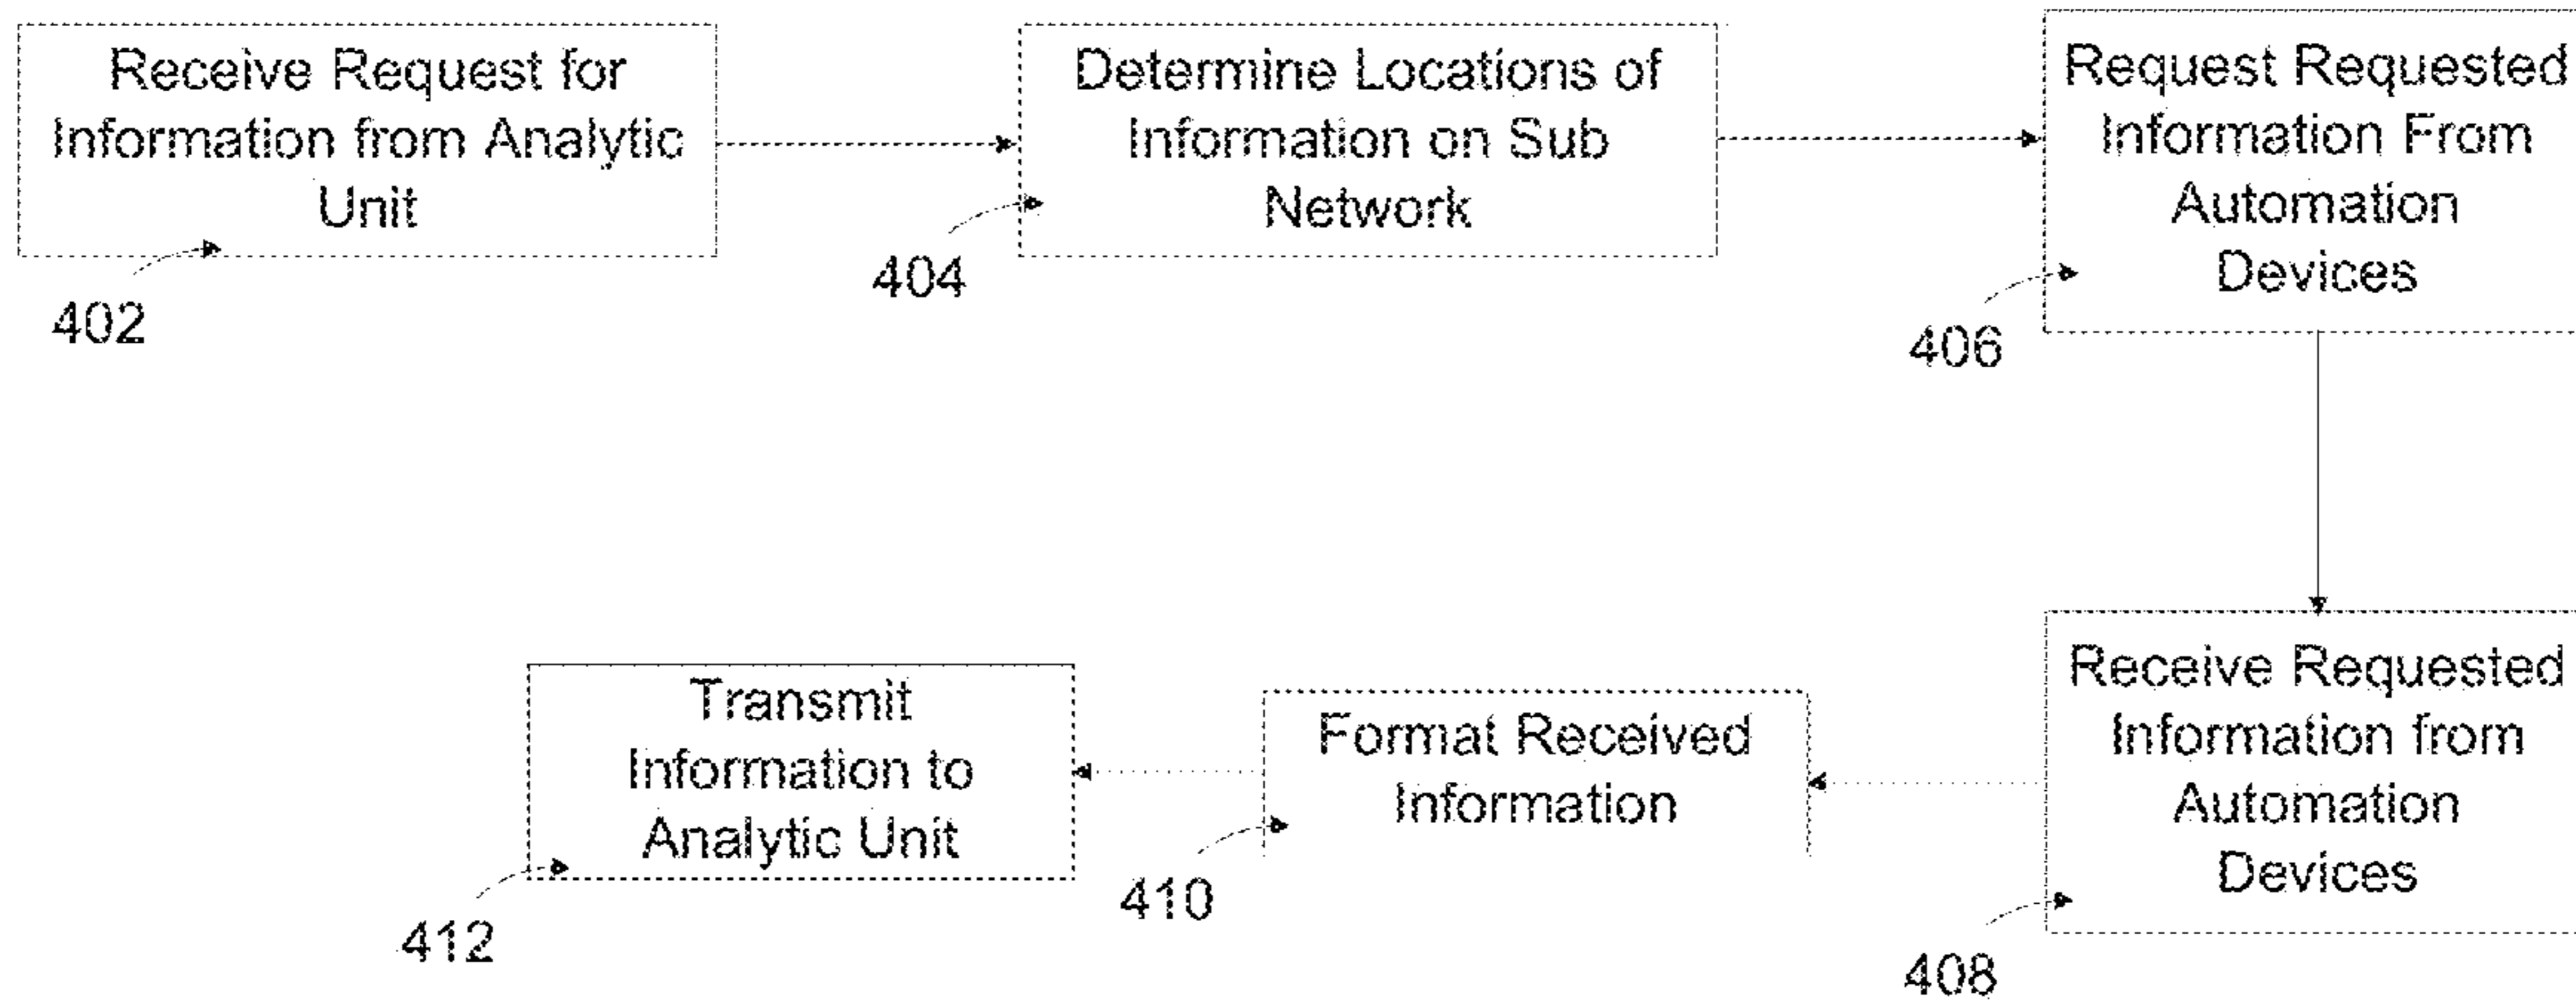 Receive Request for
Information from Analytic
Unit
402
Determine Locations of
Information on Sub
Network
404
Request Requested
Information From
Automation
Devices
406
Receive Requested
Information from
Automation
Devices
408
Format Received
Information
410
Transmit
Information to
Analytic Unit
412